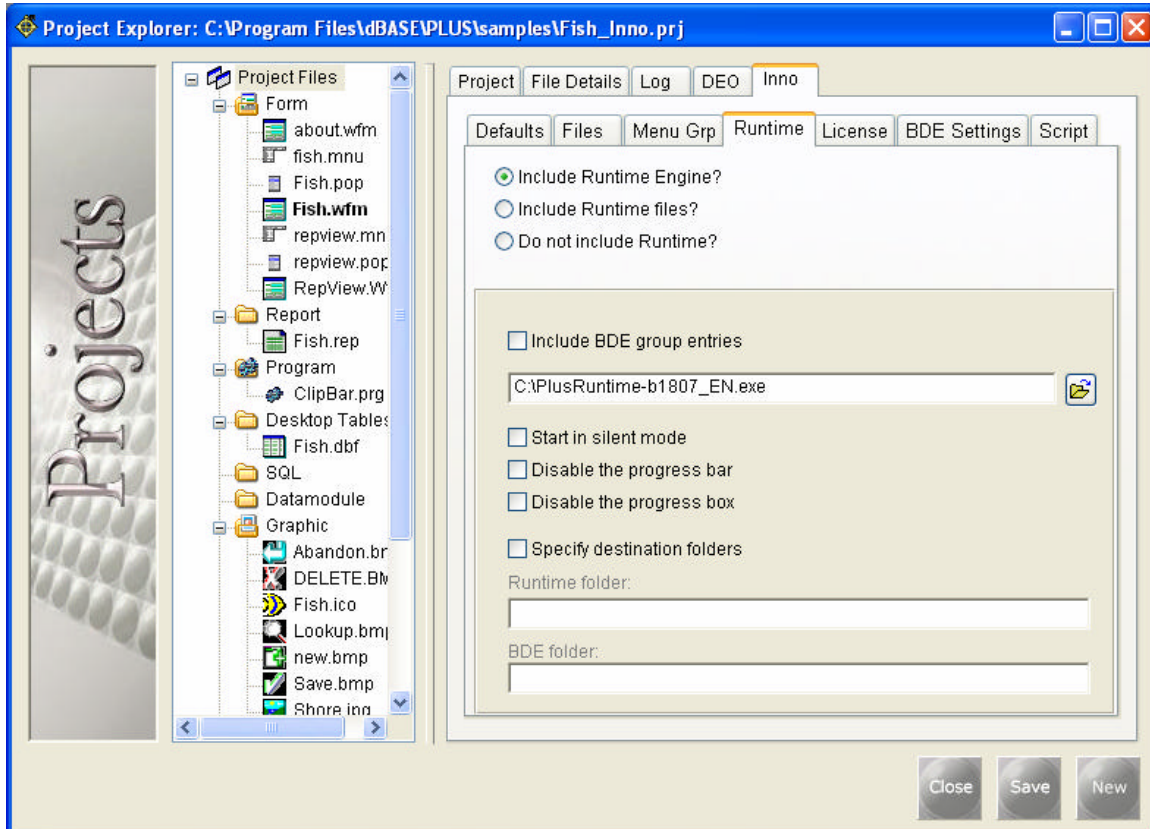 Project Explorer: C:\Program Files\dBASE\PLUS\samples\Fish_Inno.prj
Projects
Project Files
Form
about.wfm
fish.mnu
Fish.pop
Fish.wfm
repview.mn
repview.pop
RepView.W
Report
Fish.rep
Program
ClipBar.prg
Desktop Tables
Fish.dbf
SQL
Datamodule
Graphic
Abandon.br
DELETE.BM
Fish.ico
Lookup.bmp
new.bmp
Save.bmp
Shore.jpg
Project File Details Log DEO Inno
Defaults Files Menu Grp Runtime License BDE Settings Script
Include Runtime Engine?
Include Runtime files?
Do not include Runtime?
Include BDE group entries
C:\PlusRuntime-b1807_EN.exe
Start in silent mode
Disable the progress bar
Disable the progress box
Specify destination folders
Runtime folder:
BDE folder:
Close Save New